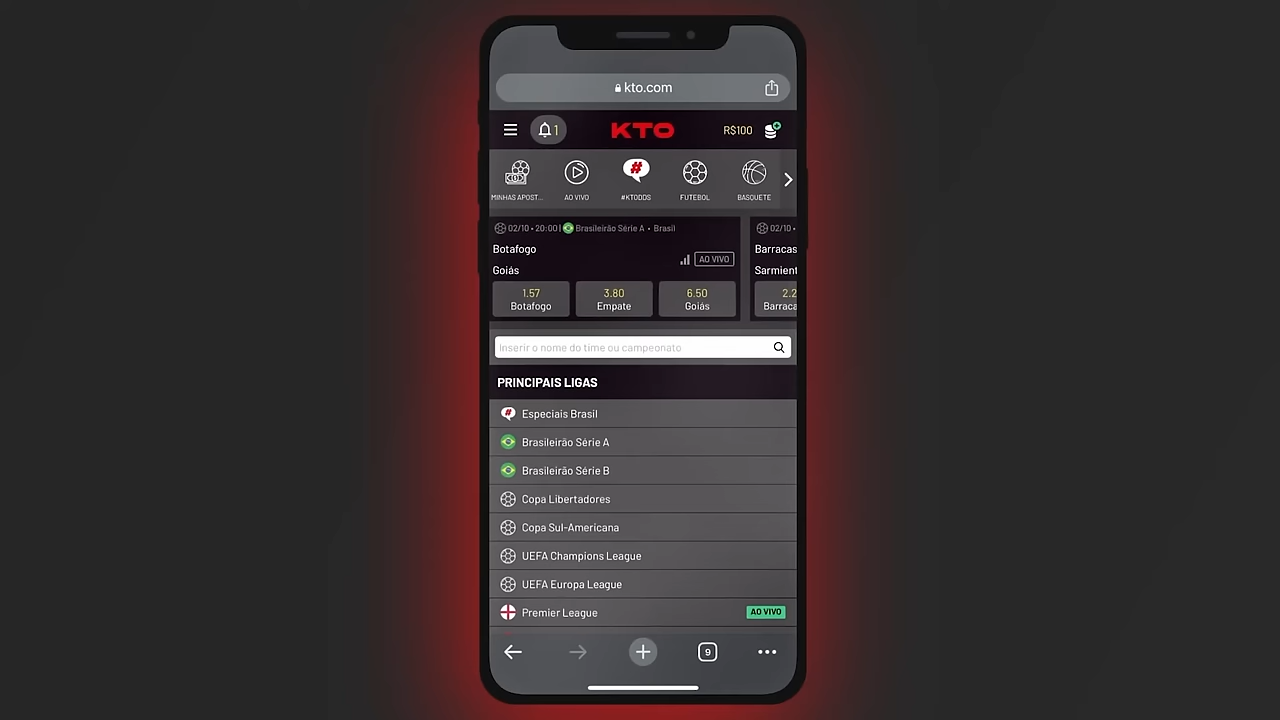 kto.com
1
KTO
R$100
MINHAS APOST...
AO VIVO
#KTODDS
FUTEBOL
BASQUETE
02/10 • 20:00 | Brasileirão Série A • Brasil
02/10 •
Botafogo
Goiás
AO VIVO
Barracas
Sarmient
1.57
Botafogo
3.80
Empate
6.50
Goiás
2.2
Barraca
Inserir o nome do time ou campeonato
PRINCIPAIS LIGAS
# Especiais Brasil
Brasileirão Série A
Brasileirão Série B
Copa Libertadores
Copa Sul-Americana
UEFA Champions League
UEFA Europa League
Premier League
AO VIVO
9